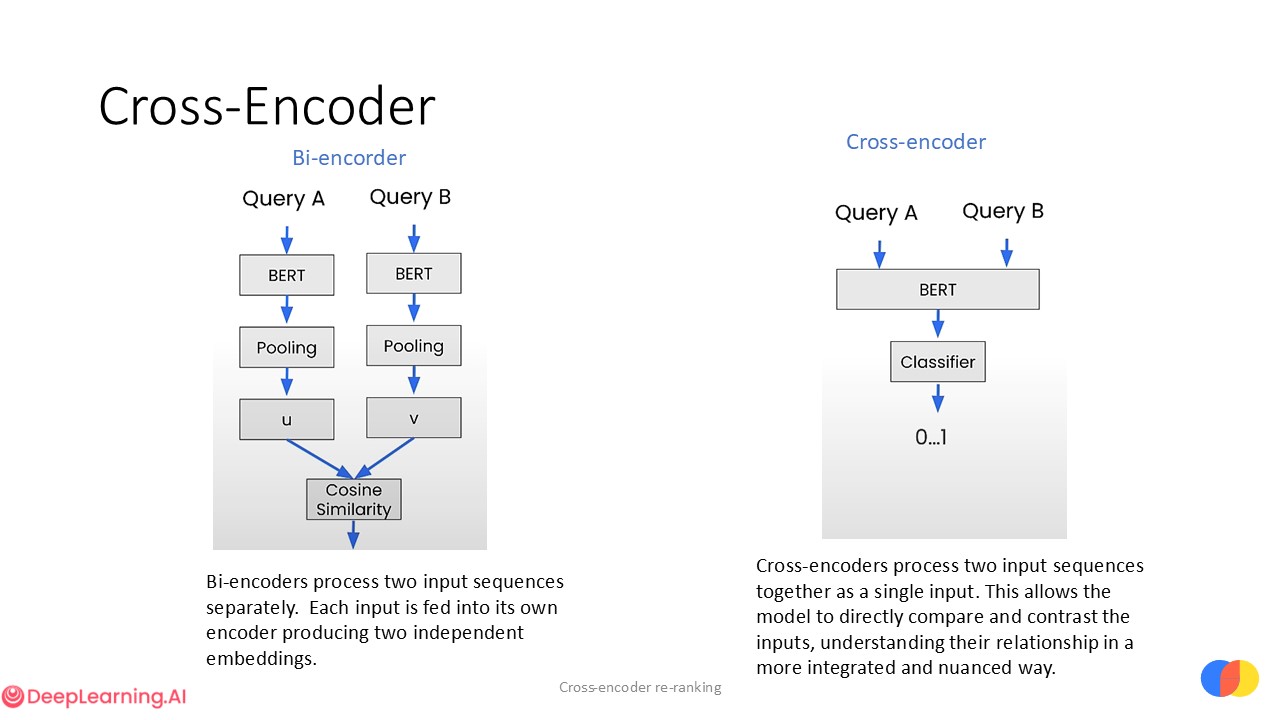 Cross-Encoder
Bi-encorder
Query A
Query B
BERT
BERT
Pooling
Pooling
u
v
Cosine
Similarity
Bi-encoders process two input sequences
separately.  Each input is fed into its own
encoder producing two independent
embeddings.
Cross-encoder
Query A
Query B
BERT
Classifier
0...1
Cross-encoders process two input sequences
together as a single input. This allows the
model to directly compare and contrast the
inputs, understanding their relationship in a
more integrated and nuanced way.
DeepLearning.AI
Cross-encoder re-ranking